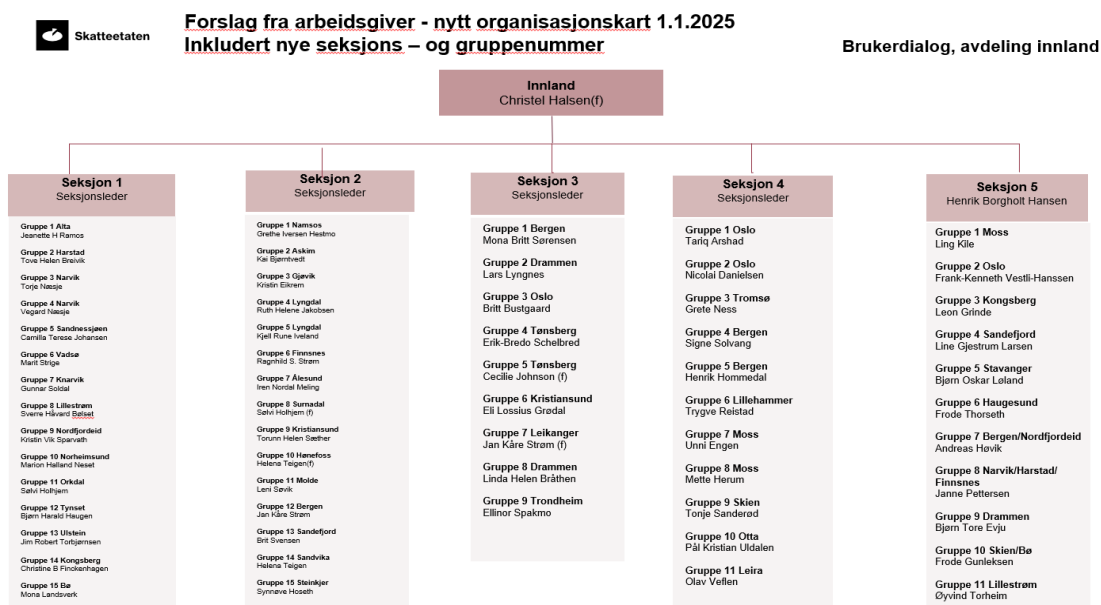 Skatteetaten
Forslag fra arbeidsgiver - nytt organisasjonskart 1.1.2025
Inkludert nye seksjons – og gruppenummer
Brukerdialog, avdeling innland
Innland
Christel Halsen(f)
Seksjon 1
Seksjonsleder
Gruppe 1 Alta
Jeanette H Ramos
Gruppe 2 Harstad
Tove Helen Breivik
Gruppe 3 Narvik
Torje Næsje
Gruppe 4 Narvik
Vegard Næsje
Gruppe 5 Sandnessjøen
Camilla Terese Johansen
Gruppe 6 Vadsø
Marit Strige
Gruppe 7 Knarvik
Gunnar Soldal
Gruppe 8 Lillestrøm
Sverre Håvard Bølset
Gruppe 9 Nordfjordeid
Kristin Vik Sparvath
Gruppe 10 Norheimsund
Marion Halland Neset
Gruppe 11 Orkdal
Sølvi Holhjem
Gruppe 12 Tynset
Bjørn Harald Haugen
Gruppe 13 Ulstein
Jim Robert Torbjørnsen
Gruppe 14 Kongsberg
Christine B Finckenhagen
Gruppe 15 Bø
Mona Landsverk
Seksjon 2
Seksjonsleder
Gruppe 1 Namsos
Grethe Iversen Hestmo
Gruppe 2 Askim
Kai Bjørntvedt
Gruppe 3 Gjøvik
Kristin Eikrem
Gruppe 4 Lyngdal
Ruth Helene Jakobsen
Gruppe 5 Lyngdal
Kjell Rune Iveland
Gruppe 6 Finnsnes
Ragnhild S. Strøm
Gruppe 7 Ålesund
Iren Nordal Meling
Gruppe 8 Surnadal
Sølvi Holhjem (f)
Gruppe 9 Kristiansund
Torunn Helen Sæther
Gruppe 10 Hønefoss
Helena Teigen(f)
Gruppe 11 Molde
Leni Søvik
Gruppe 12 Bergen
Jan Kåre Strøm
Gruppe 13 Sandefjord
Brit Svensen
Gruppe 14 Sandvika
Helena Teigen
Gruppe 15 Steinkjer
Synnøve Hoseth
Seksjon 3
Seksjonsleder
Gruppe 1 Bergen
Mona Britt Sørensen
Gruppe 2 Drammen
Lars Lyngnes
Gruppe 3 Oslo
Britt Bustgaard
Gruppe 4 Tønsberg
Erik-Bredo Schelbred
Gruppe 5 Tønsberg
Cecilie Johnson (f)
Gruppe 6 Kristiansund
Eli Lossius Grødal
Gruppe 7 Leikanger
Jan Kåre Strøm (f)
Gruppe 8 Drammen
Linda Helen Bråthen
Gruppe 9 Trondheim
Ellinor Spakmo
Seksjon 4
Seksjonsleder
Gruppe 1 Oslo
Tariq Arshad
Gruppe 2 Oslo
Nicolai Danielsen
Gruppe 3 Tromsø
Grete Ness
Gruppe 4 Bergen
Signe Solvang
Gruppe 5 Bergen
Henrik Hommedal
Gruppe 6 Lillehammer
Trygve Reistad
Gruppe 7 Moss
Unni Engen
Gruppe 8 Moss
Mette Herum
Gruppe 9 Skien
Tonje Sanderød
Gruppe 10 Otta
Pål Kristian Uldalen
Gruppe 11 Leira
Olav Veflen
Seksjon 5
Henrik Borgholt Hansen
Gruppe 1 Moss
Ling Kile
Gruppe 2 Oslo
Frank-Kenneth Vestli-Hanssen
Gruppe 3 Kongsberg
Leon Grinde
Gruppe 4 Sandefjord
Line Gjestrum Larsen
Gruppe 5 Stavanger
Bjørn Oskar Løland
Gruppe 6 Haugesund
Frode Thorseth
Gruppe 7 Bergen/Nordfjordeid
Andreas Høvik
Gruppe 8 Narvik/Harstad/
Finnsnes
Janne Pettersen
Gruppe 9 Drammen
Bjørn Tore Evju
Gruppe 10 Skien/Bø
Frode Gunleksen
Gruppe 11 Lillestrøm
Øyvind Torheim